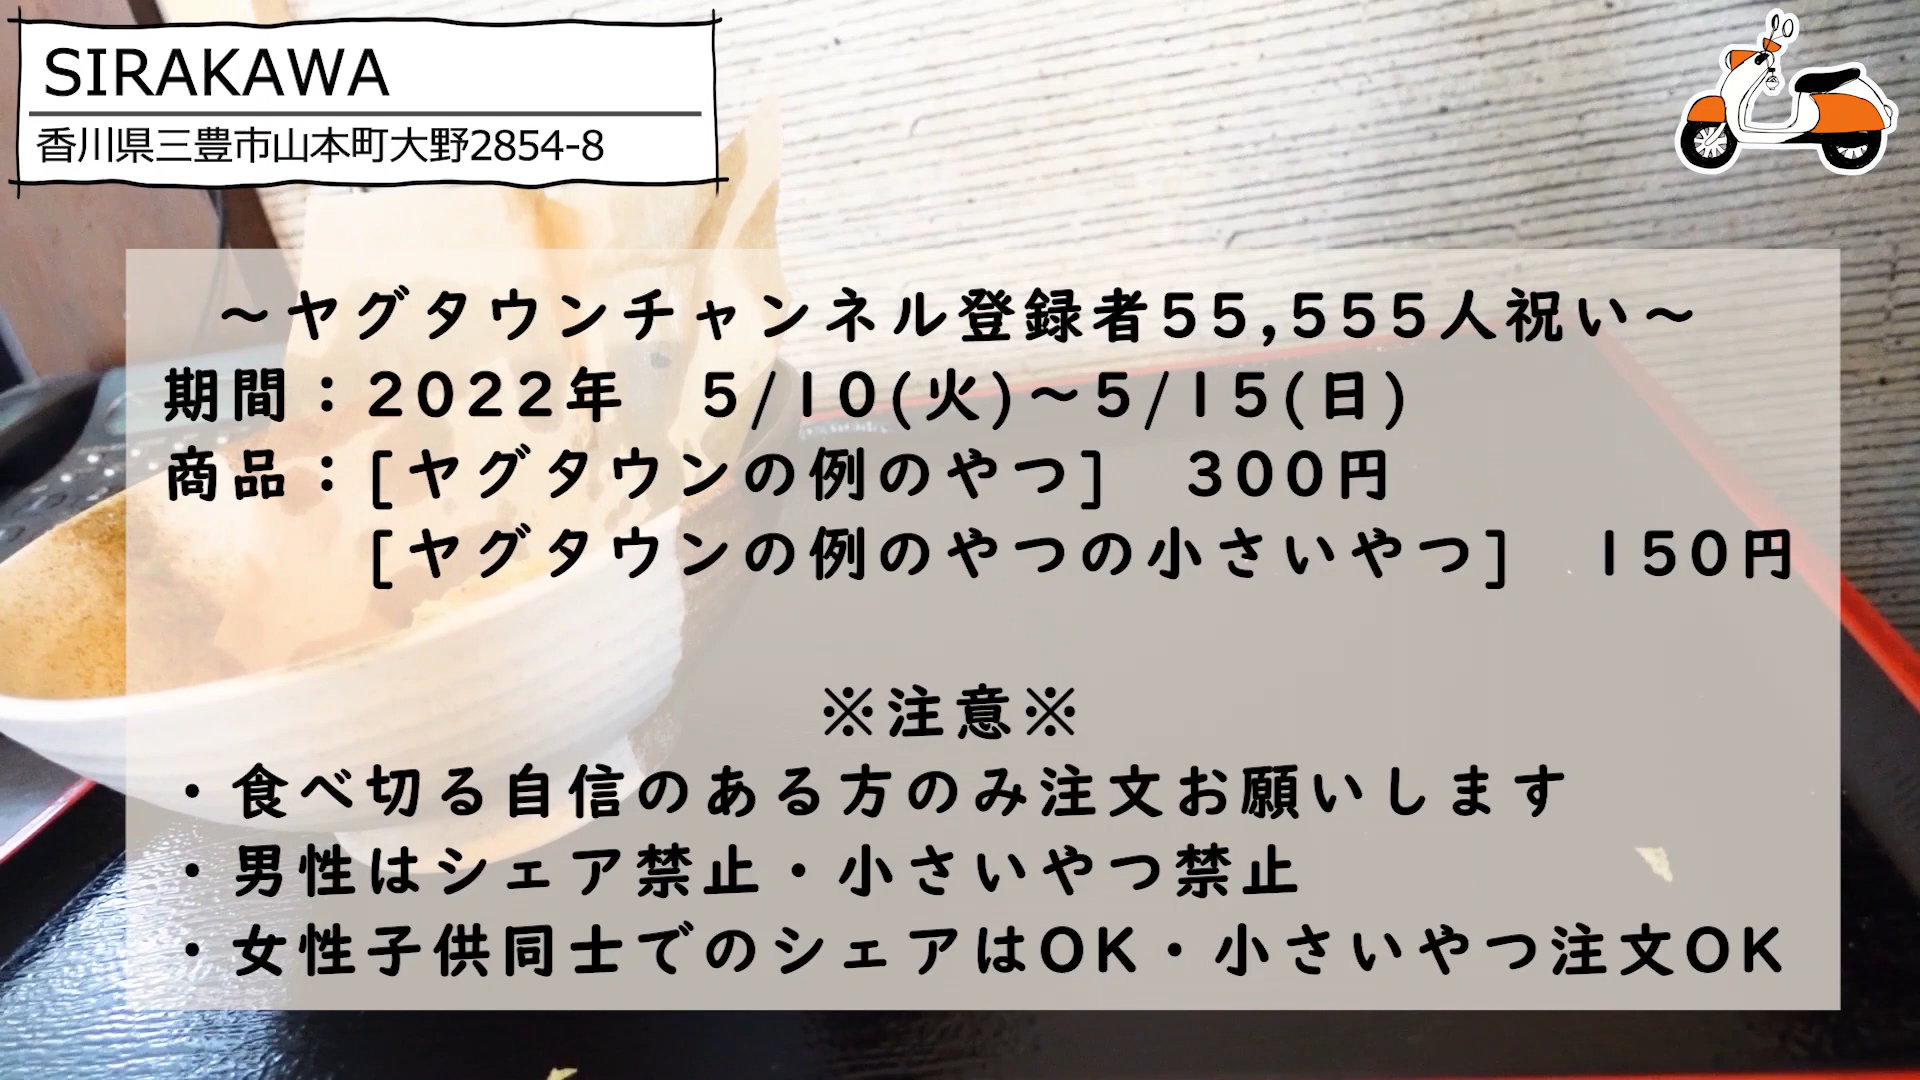 SIRAKAWA
香川県三豊市山本町大野2854-8
～ヤグタウンチャンネル登録者55,555人祝い～
期間：2022年　5/10(火)～5/15(日)
商品：[ヤグタウンの例のやつ]　300円
[ヤグタウンの例のやつの小さいやつ]　150円
※注意※
・食べ切る自信のある方のみ注文お願いします
・男性はシェア禁止・小さいやつ禁止
・女性子供同士でのシェアはOK・小さいやつ注文OK